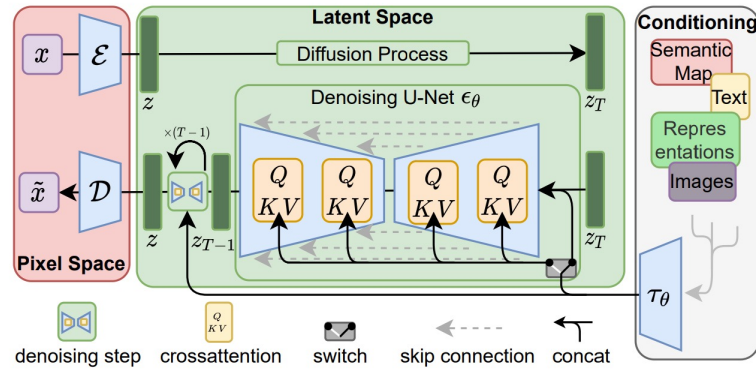 Latent Space
Conditioning
x
ℰ
z
Diffusion Process
z_T
Semantic
Map
Text
Repres
entations
Images
Denoising U-Net ϵ_θ
×(T−1)
x̃
𝒟
z
z_{T−1}
Q
KV
Q
KV
Q
KV
Q
KV
z_T
Pixel Space
τ_θ
Q
KV
denoising step
crossattention
switch
skip connection
concat